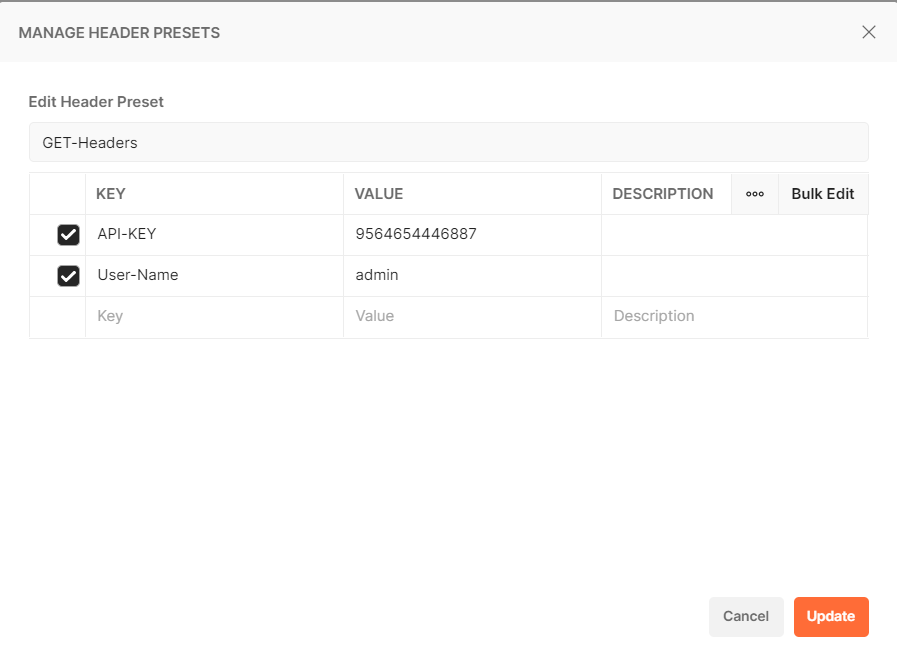 MANAGE HEADER PRESETS
Edit Header Preset
GET-Headers
KEY VALUE DESCRIPTION Bulk Edit
API-KEY 9564654446887
User-Name admin
Key Value Description
Cancel Update